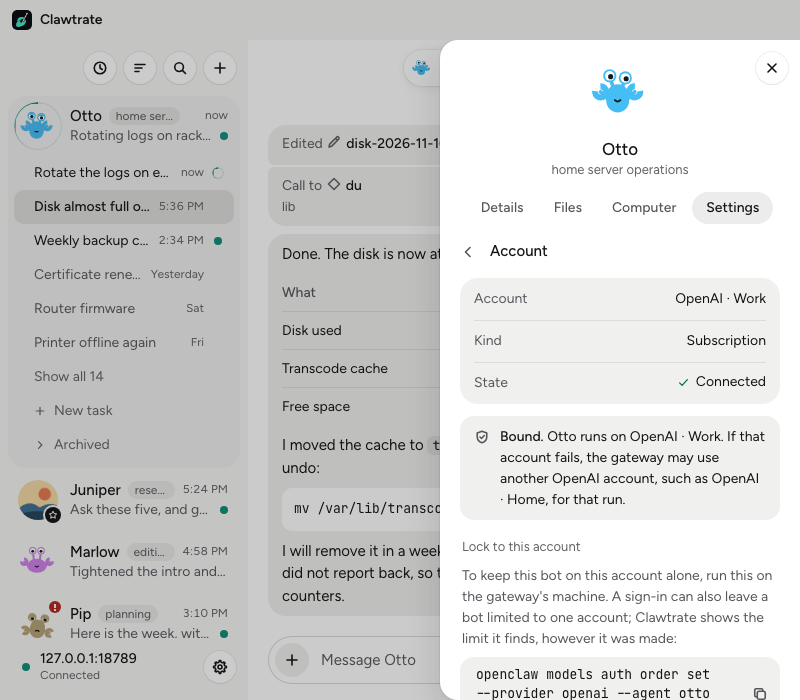 Clawtrate
Otto home ser... now
Rotating logs on rack...
Rotate the logs on e... now
Disk almost full o... 5:36 PM
Weekly backup c... 2:34 PM
Certificate rene... Yesterday
Router firmware Sat
Printer offline again Fri
Show all 14
+ New task
Archived
Juniper rese... 5:24 PM
Ask these five, and g...
Marlow editi... 4:58 PM
Tightened the intro and...
Pip planning 3:10 PM
Here is the week. wit...
127.0.0.1:18789
Connected
Edited disk-2026-11-1
Call to du
lib
Done. The disk is now at
What
Disk used
Transcode cache
Free space
I moved the cache to t
undo:
mv /var/lib/transco
I will remove it in a week
did not report back, so t
counters.
Message Otto
Otto
home server operations
Details Files Computer Settings
Account
Account OpenAI · Work
Kind Subscription
State Connected
Bound. Otto runs on OpenAI · Work. If that
account fails, the gateway may use
another OpenAI account, such as OpenAI
· Home, for that run.
Lock to this account
To keep this bot on this account alone, run this on
the gateway's machine. A sign-in can also leave a
bot limited to one account; Clawtrate shows the
limit it finds, however it was made:
openclaw models auth order set
--provider openai --agent otto